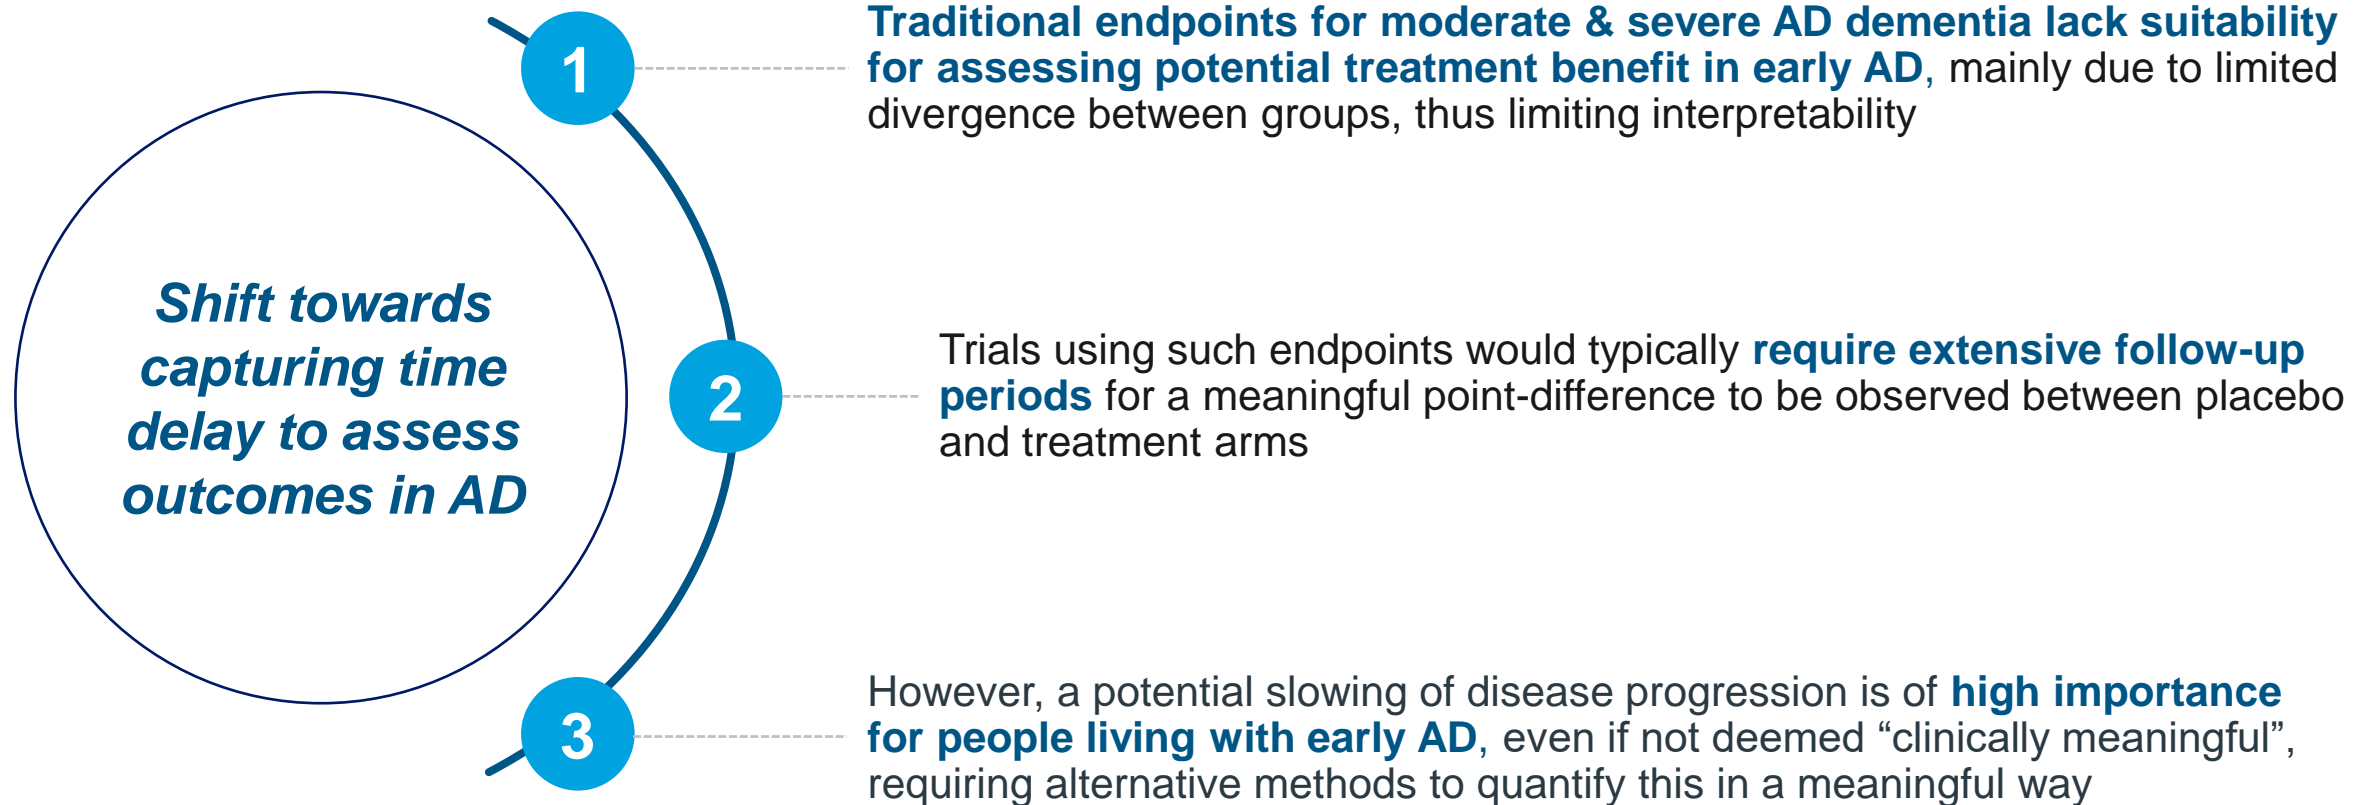 Shift towards
capturing time
delay to assess
outcomes in AD
1
Traditional endpoints for moderate & severe AD dementia lack suitability
for assessing potential treatment benefit in early AD, mainly due to limited
divergence between groups, thus limiting interpretability
2
Trials using such endpoints would typically require extensive follow-up
periods for a meaningful point-difference to be observed between placebo
and treatment arms
3
However, a potential slowing of disease progression is of high importance
for people living with early AD, even if not deemed “clinically meaningful”,
requiring alternative methods to quantify this in a meaningful way